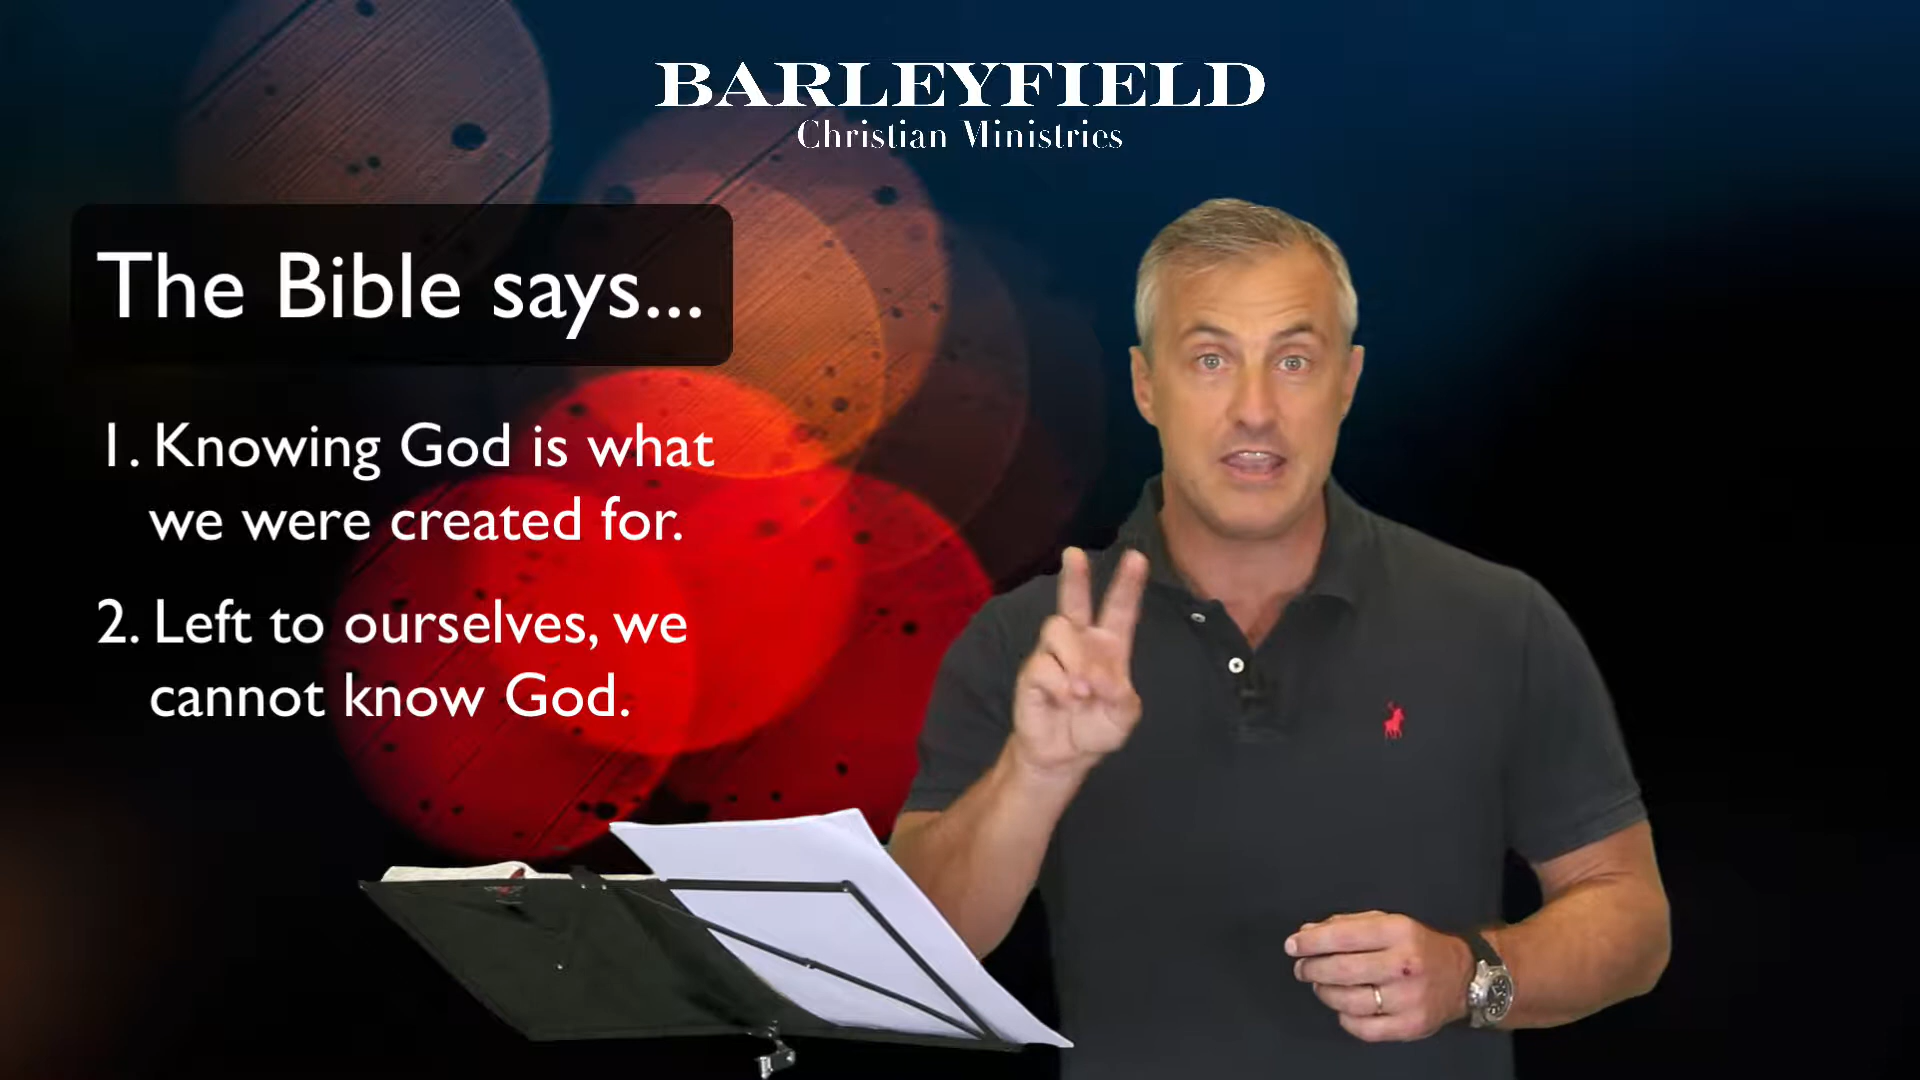 BARLEYFIELD
Christian Ministries
The Bible says...
1. Knowing God is what
we were created for.
2. Left to ourselves, we
cannot know God.